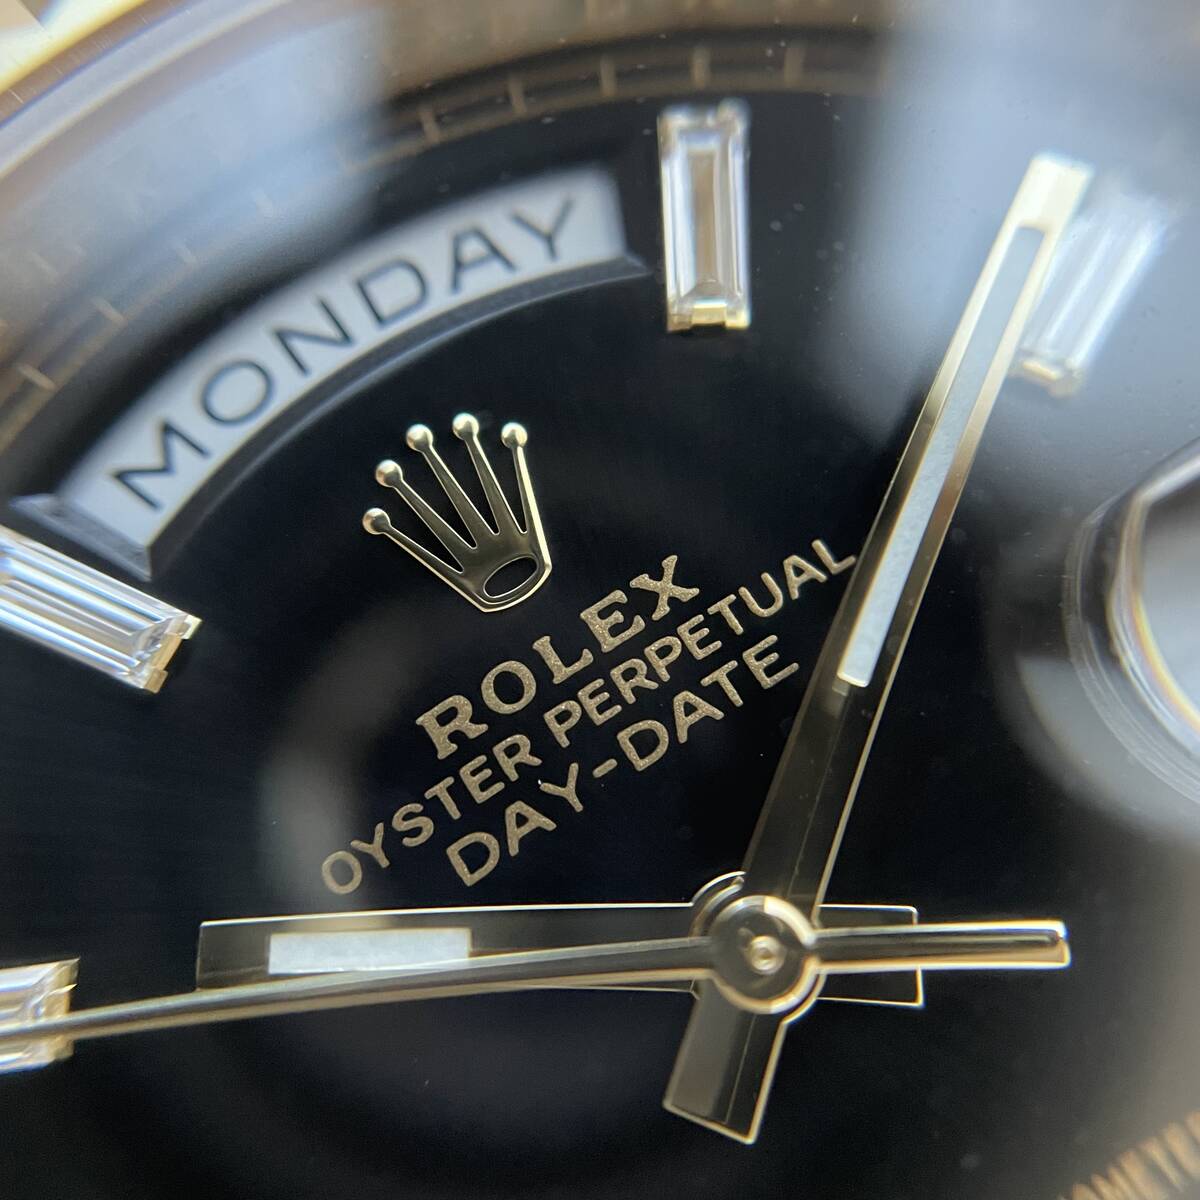 MONDAY
ROLEX
OYSTER PERPETUAL
DAY-DATE